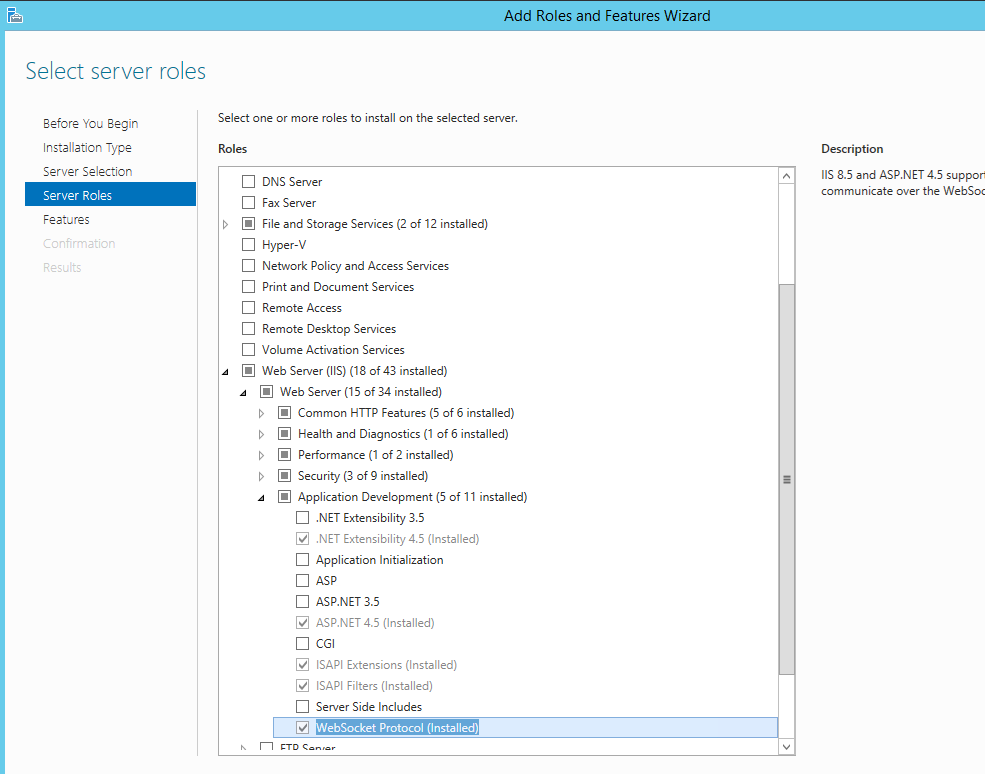 Add Roles and Features Wizard
Select server roles
Before You Begin
Installation Type
Server Selection
Server Roles
Features
Confirmation
Results
Select one or more roles to install on the selected server.
Roles
DNS Server
Fax Server
File and Storage Services (2 of 12 installed)
Hyper-V
Network Policy and Access Services
Print and Document Services
Remote Access
Remote Desktop Services
Volume Activation Services
Web Server (IIS) (18 of 43 installed)
Web Server (15 of 34 installed)
Common HTTP Features (5 of 6 installed)
Health and Diagnostics (1 of 6 installed)
Performance (1 of 2 installed)
Security (3 of 9 installed)
Application Development (5 of 11 installed)
.NET Extensibility 3.5
.NET Extensibility 4.5 (Installed)
Application Initialization
ASP
ASP.NET 3.5
ASP.NET 4.5 (Installed)
CGI
ISAPI Extensions (Installed)
ISAPI Filters (Installed)
Server Side Includes
WebSocket Protocol (Installed)
FTP Server
Description
IIS 8.5 and ASP.NET 4.5 support
communicate over the WebSoc